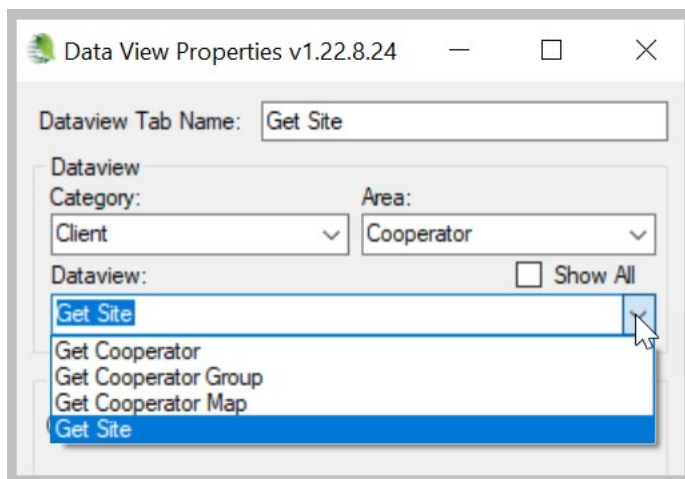 Data View Properties v1.22.8.24
Dataview Tab Name: Get Site
Dataview
Category: Area:
Client Cooperator
Dataview: Show All
Get Site
Get Cooperator
Get Cooperator Group
Get Cooperator Map
Get Site